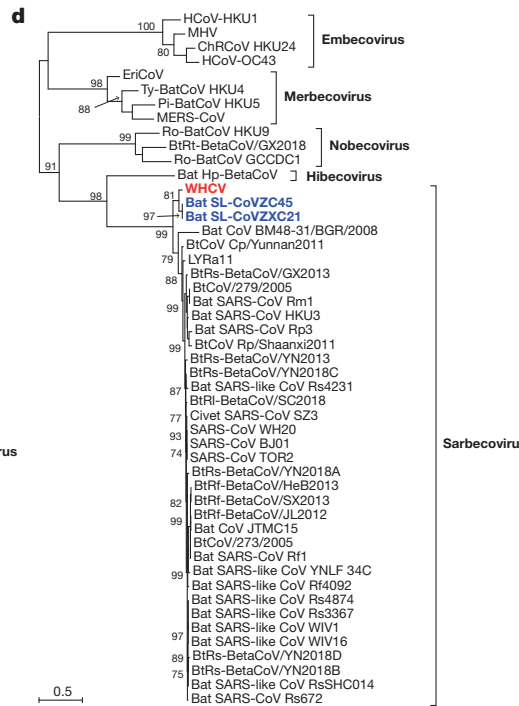 d
HCoV-HKU1
100
MHV
Embecovirus
80
ChRCoV HKU24
HCoV-OC43
EriCoV
98
Ty-BatCoV HKU4
88
Pi-BatCoV HKU5
Merbecovirus
MERS-CoV
Ro-BatCoV HKU9
99
BtRt-BetaCoV/GX2018
Nobecovirus
Ro-BatCoV GCCDC1
91
Bat Hp-BetaCoV
Hibecovirus
98
WHCV
81
Bat SL-CoVZC45
97
Bat SL-CoVZXC21
99
Bat CoV BM48-31/BGR/2008
BtCoV Cp/Yunnan2011
79
LYRa11
88
BtRs-BetaCoV/GX2013
BtCoV/279/2005
99
Bat SARS-CoV Rm1
Bat SARS-CoV HKU3
Bat SARS-CoV Rp3
99
BtCoV Rp/Shaanxi2011
BtRs-BetaCoV/YN2013
BtRs-BetaCoV/YN2018C
87
Bat SARS-like CoV Rs4231
BtRl-BetaCoV/SC2018
77
Civet SARS-CoV SZ3
93
SARS-CoV WH20
SARS-CoV BJ01
Sarbecoviru
74
SARS-CoV TOR2
rus
BtRs-BetaCoV/YN2018A
BtRf-BetaCoV/HeB2013
82
BtRf-BetaCoV/SX2013
99
BtRf-BetaCoV/JL2012
Bat CoV JTMC15
BtCoV/273/2005
Bat SARS-CoV Rf1
99
Bat SARS-like CoV YNLF 34C
Bat SARS-like CoV Rf4092
Bat SARS-like CoV Rs4874
Bat SARS-like CoV Rs3367
Bat SARS-like CoV WIV1
97
Bat SARS-like CoV WIV16
89
BtRs-BetaCoV/YN2018D
75
BtRs-BetaCoV/YN2018B
Bat SARS-like CoV RsSHC014
0.5
Bat SARS-CoV Rs672